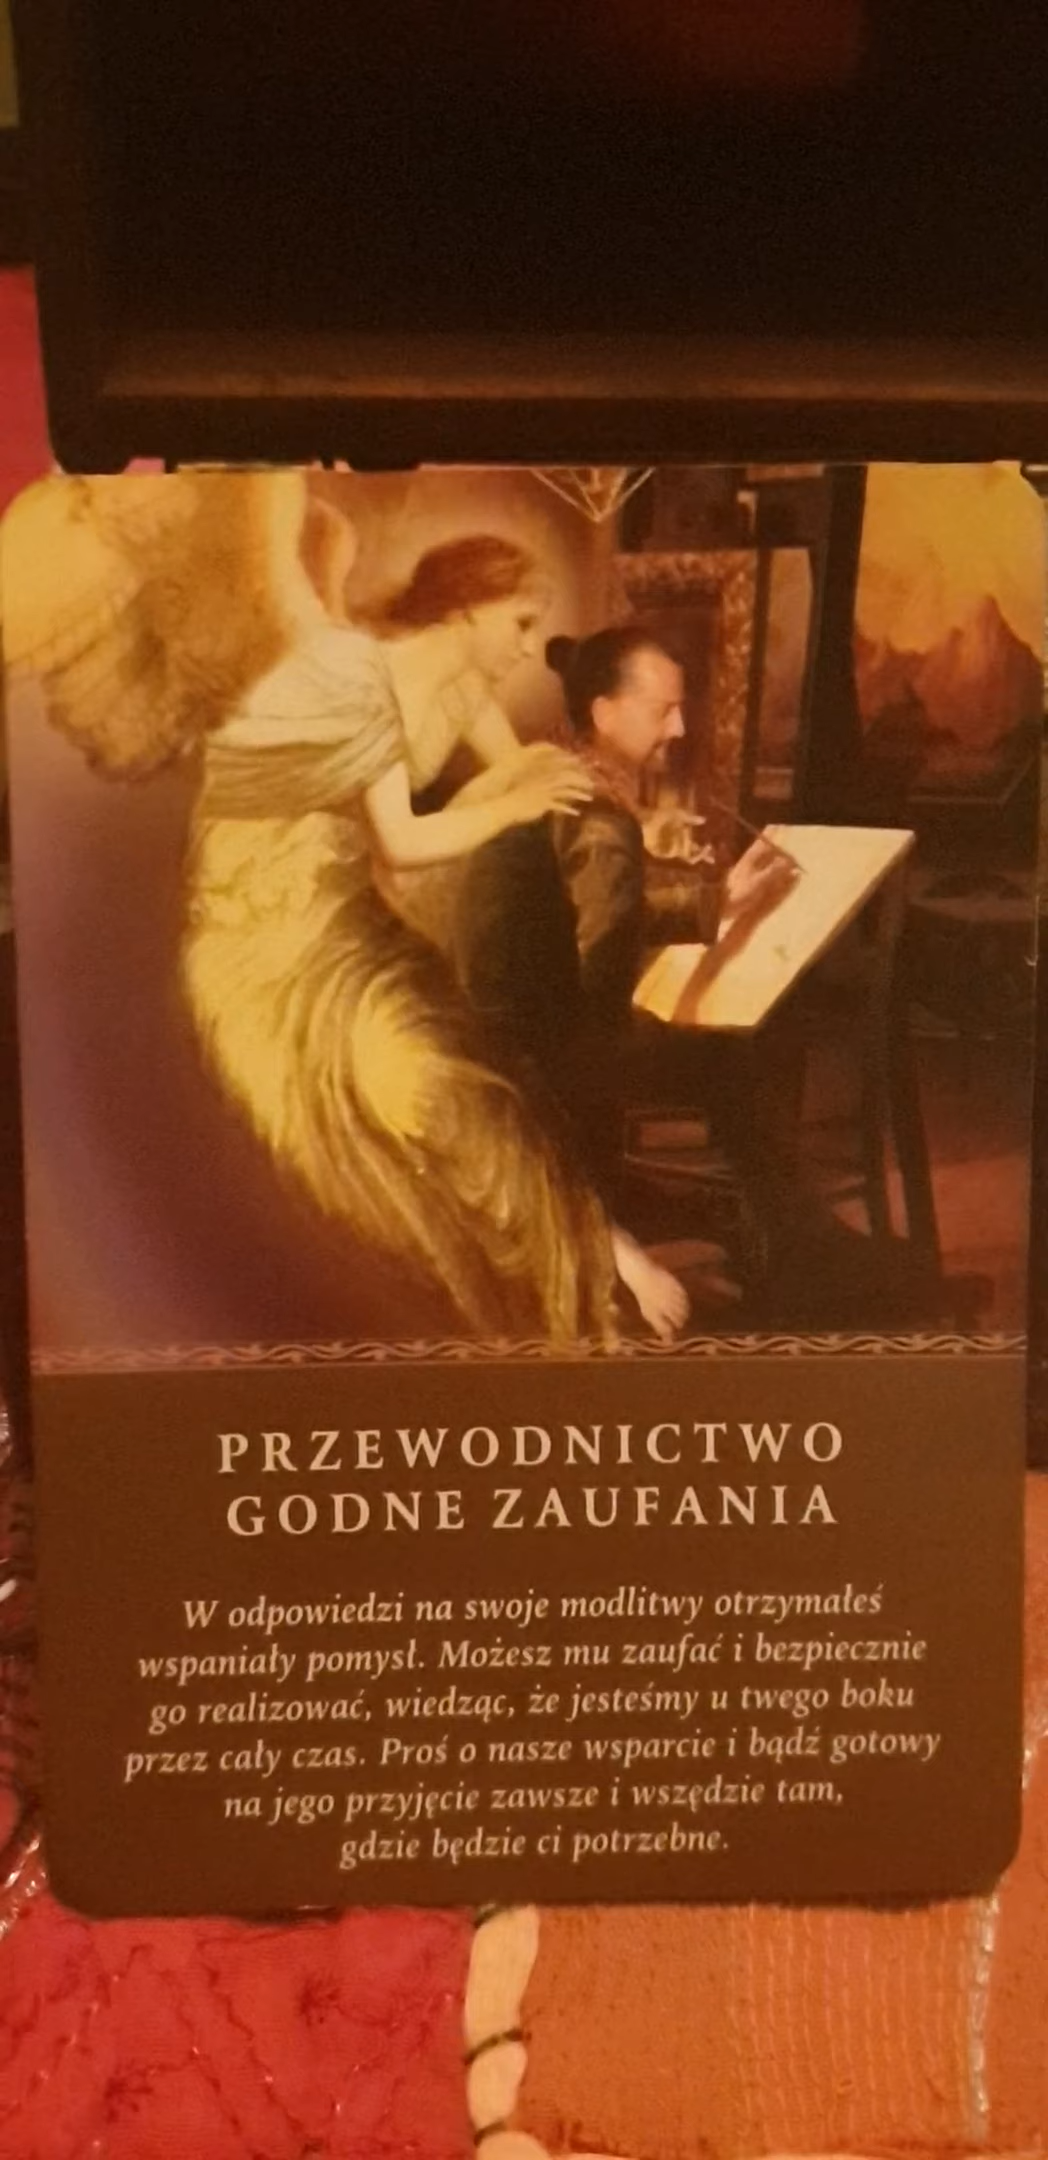 PRZEWODNICTWO
GODNE ZAUFANIA
W odpowiedzi na swoje modlitwy otrzymałeś
wspaniały pomysł. Możesz mu zaufać i bezpiecznie
go realizować, wiedząc, że jesteśmy u twego boku
przez cały czas. Proś o nasze wsparcie i bądź gotowy
na jego przyjęcie zawsze i wszędzie tam,
gdzie będzie ci potrzebne.